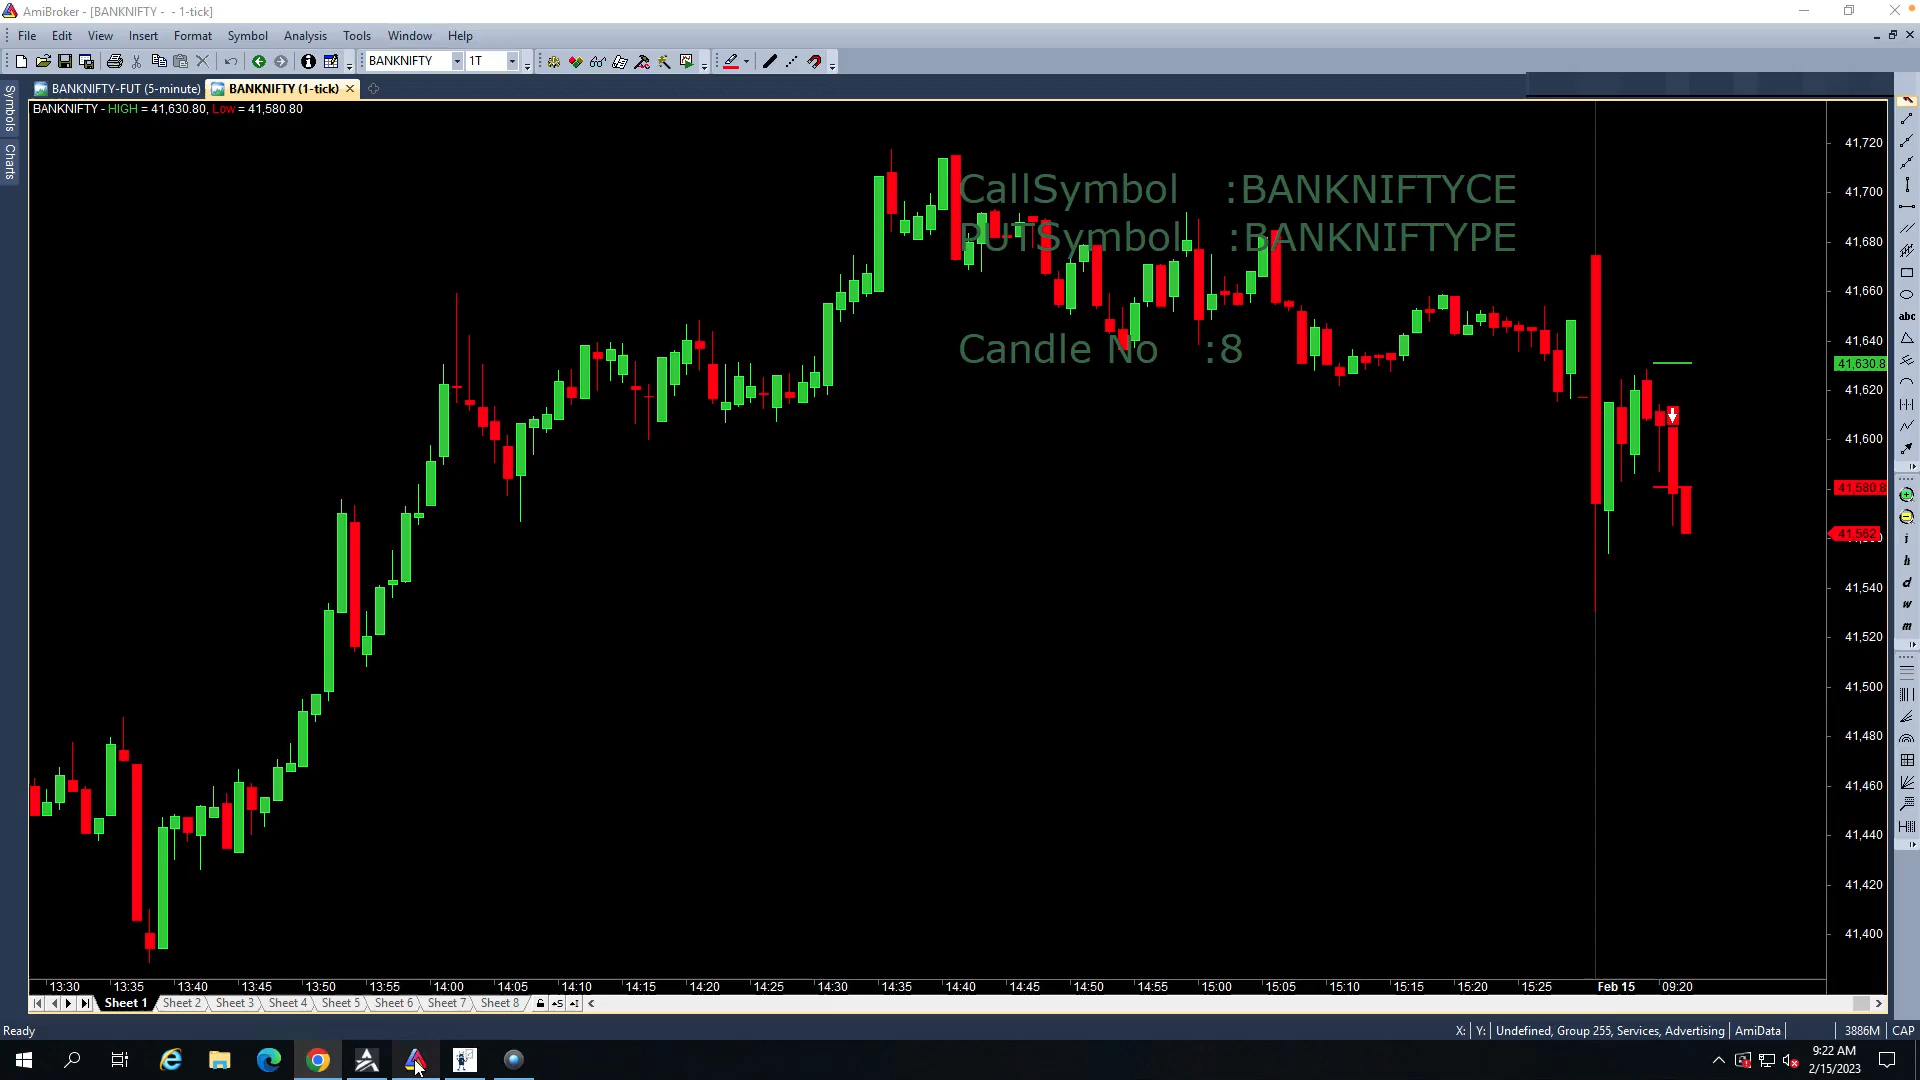 AmiBroker - [BANKNIFTY - - 1-tick]
File Edit View Insert Format Symbol Analysis Tools Window Help
BANKNIFTY 1T
BANKNIFTY-FUT (5-minute) BANKNIFTY (1-tick)
BANKNIFTY - HIGH = 41,630.80, Low = 41,580.80
Symbols
Charts
CallSymbol :BANKNIFTYCE
PUTSymbol :BANKNIFTYPE
Candle No :8
41,720
41,700
41,680
41,660
41,640
41,630.8
41,620
41,600
41,580.8
41,562
41,540
41,520
41,500
41,480
41,460
41,440
41,420
41,400
abc
i
h
d
w
m
13:30 13:35 13:40 13:45 13:50 13:55 14:00 14:05 14:10 14:15 14:20 14:25 14:30 14:35 14:40 14:45 14:50 14:55 15:00 15:05 15:10 15:15 15:20 15:25 Feb 15 09:20
Sheet 1 Sheet 2 Sheet 3 Sheet 4 Sheet 5 Sheet 6 Sheet 7 Sheet 8
Ready X: Y: Undefined, Group 255, Services, Advertising AmiData 3886M CAP
9:22 AM
2/15/2023